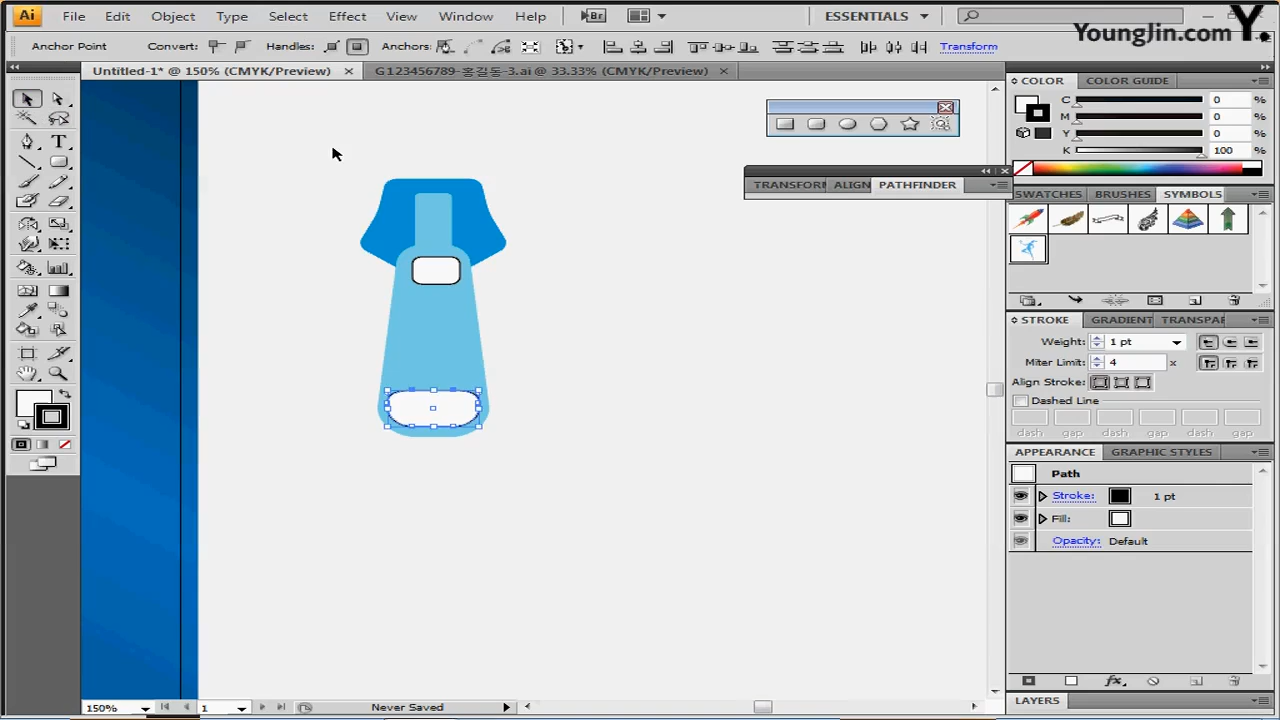 Ai File Edit Object Type Select Effect View Window Help Br ESSENTIALS
YoungJin.com Y.
Anchor Point Convert: Handles: Anchors: Transform
Untitled-1* @ 150% (CMYK/Preview) G123456789-홍길동-3.ai @ 33.33% (CMYK/Preview)
COLOR COLOR GUIDE
C 0 %
M 0 %
Y 0 %
K 100 %
TRANSFORM ALIGN PATHFINDER
SWATCHES BRUSHES SYMBOLS
STROKE GRADIENT TRANSPAR
Weight: 1 pt
Miter Limit: 4 x
Align Stroke:
Dashed Line
dash gap dash gap dash gap
APPEARANCE GRAPHIC STYLES
Path
Stroke: 1 pt
Fill:
Opacity: Default
LAYERS
150% 1 Never Saved